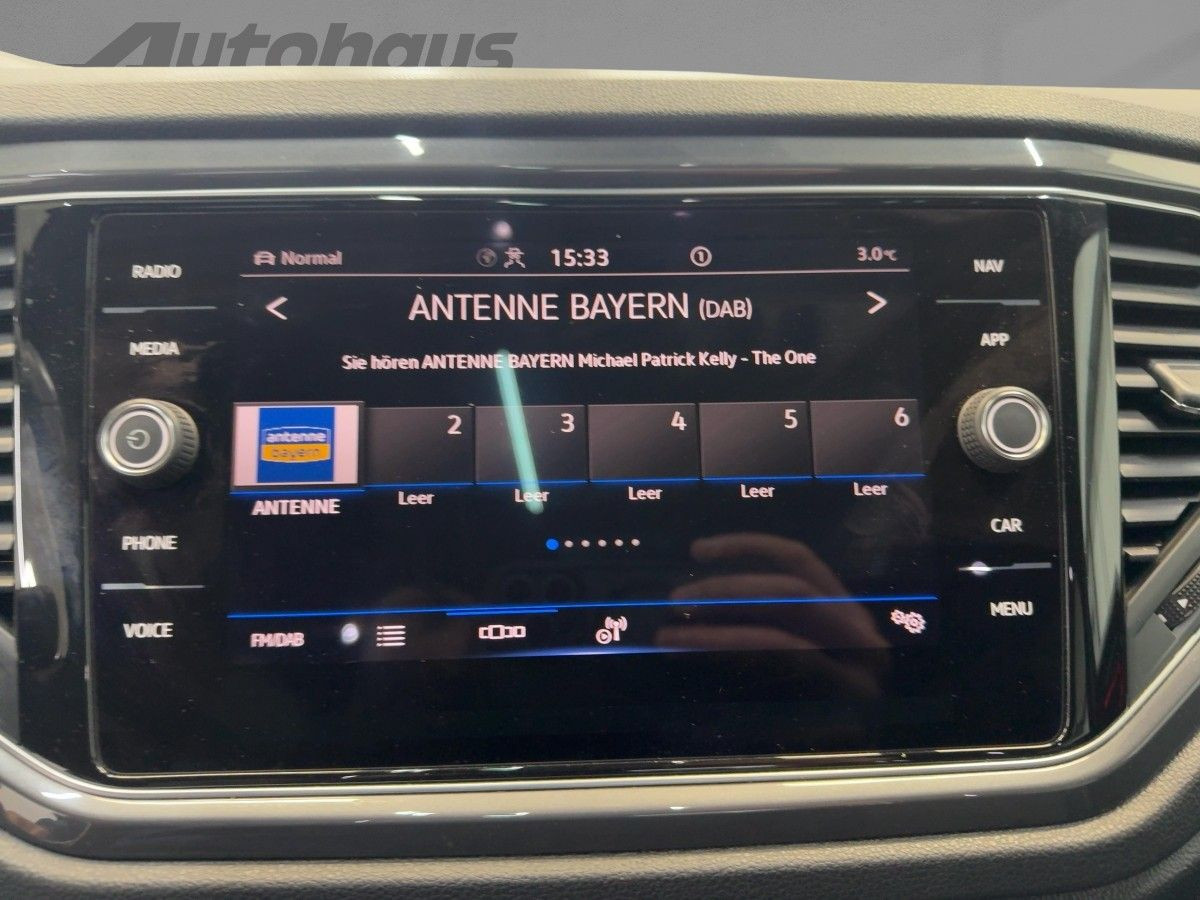 Autohaus
RADIO
MEDIA
PHONE
VOICE
Normal
15:33
1
3.0°C
< ANTENNE BAYERN (DAB) >
Sie hören ANTENNE BAYERN Michael Patrick Kelly - The One
antenne
bayern
2
3
4
5
6
ANTENNE
Leer
Leer
Leer
Leer
Leer
FM/DAB
NAV
APP
CAR
MENU